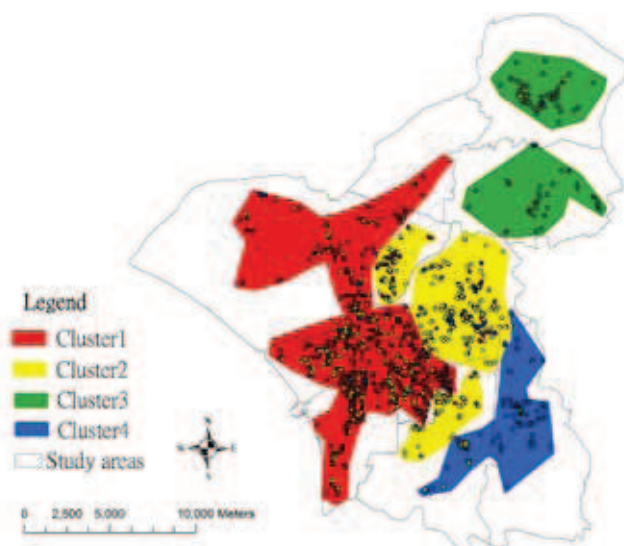 Legend
Cluster1
Cluster2
Cluster3
Cluster4
Study areas
N
W E
S
0 2,500 5,000 10,000 Meters